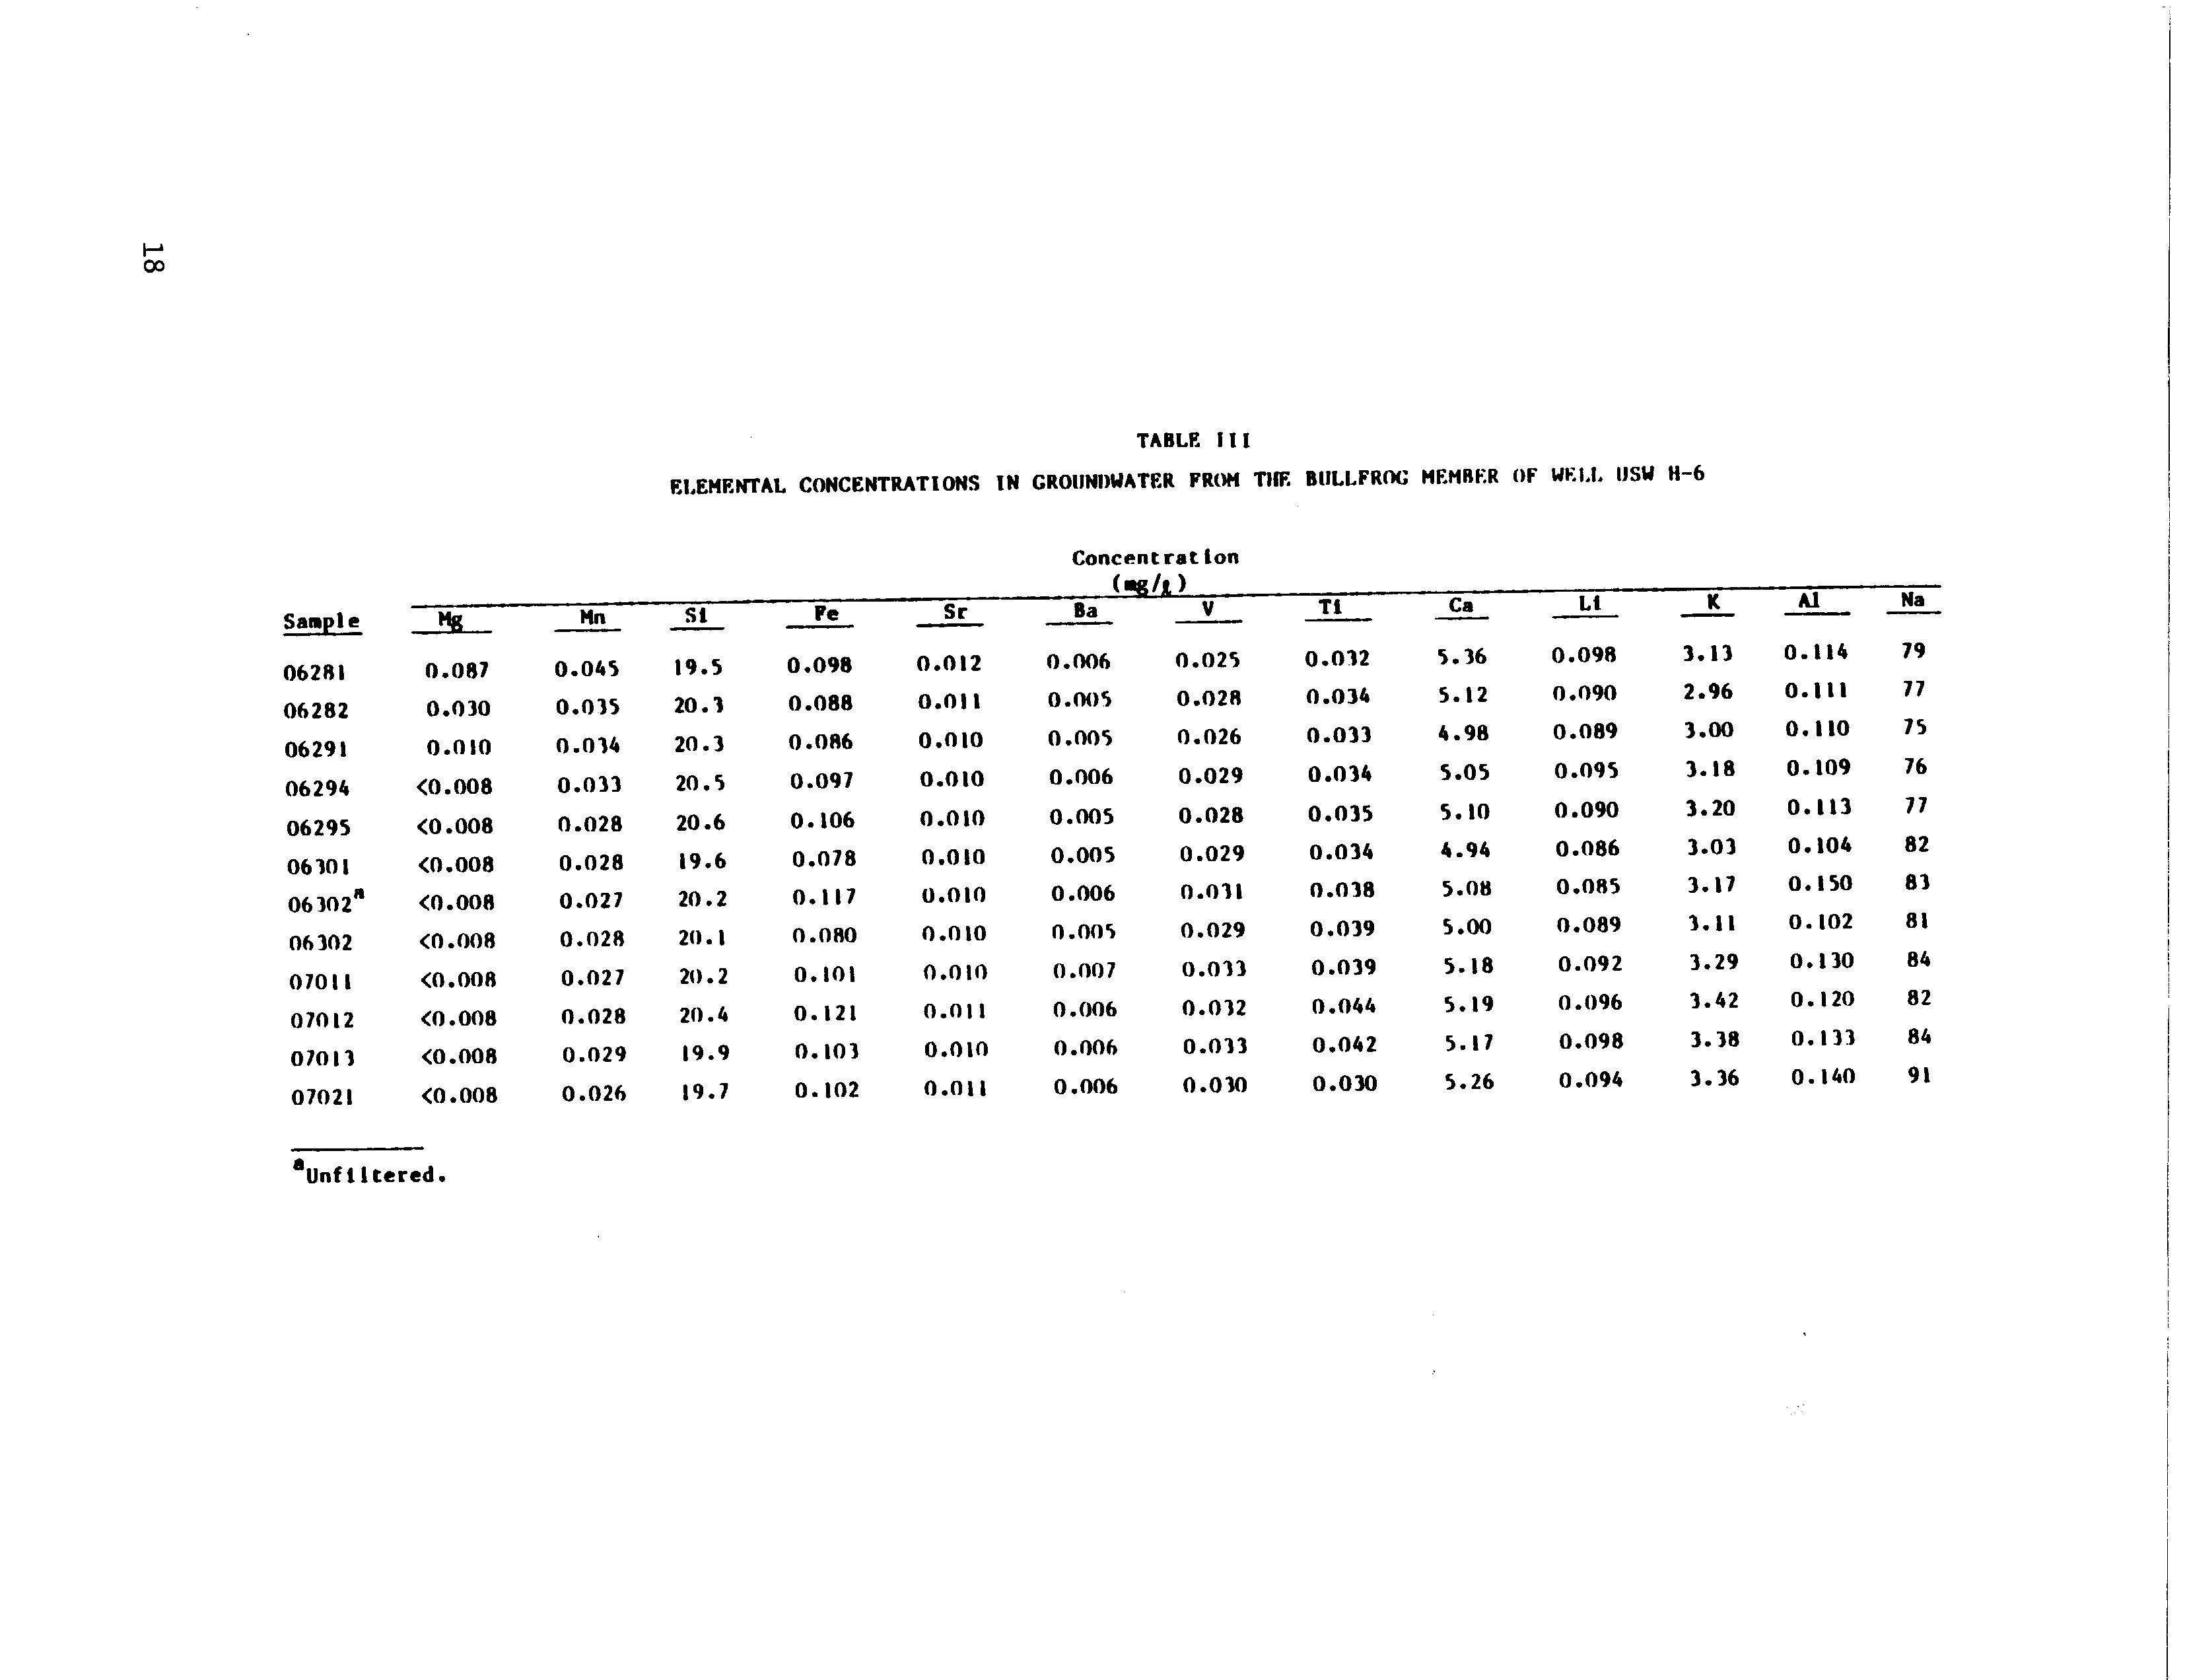 18
TABLE III
ELEMENTAL CONCENTRATIONS IN GROUNDWATER FROM THE BULLFROG MEMBER OF WELL USW H-6
Concentration
(mg/ℓ)
Sample Mg Mn Si Fe Sr Ba V Ti Ca Li K Al Na
06281 0.087 0.045 19.5 0.098 0.012 0.006 0.025 0.032 5.36 0.098 3.13 0.114 79
06282 0.030 0.035 20.3 0.088 0.011 0.005 0.028 0.034 5.12 0.090 2.96 0.111 77
06291 0.010 0.034 20.3 0.086 0.010 0.005 0.026 0.033 4.98 0.089 3.00 0.110 75
06294 <0.008 0.033 20.5 0.097 0.010 0.006 0.029 0.034 5.05 0.095 3.18 0.109 76
06295 <0.008 0.028 20.6 0.106 0.010 0.005 0.028 0.035 5.10 0.090 3.20 0.113 77
06301 <0.008 0.028 19.6 0.078 0.010 0.005 0.029 0.034 4.94 0.086 3.03 0.104 82
06302a <0.008 0.027 20.2 0.117 0.010 0.006 0.031 0.038 5.08 0.085 3.17 0.150 83
06302 <0.008 0.028 20.1 0.080 0.010 0.005 0.029 0.039 5.00 0.089 3.11 0.102 81
07011 <0.008 0.027 20.2 0.101 0.010 0.007 0.033 0.039 5.18 0.092 3.29 0.130 84
07012 <0.008 0.028 20.4 0.121 0.011 0.006 0.032 0.044 5.19 0.096 3.42 0.120 82
07013 <0.008 0.029 19.9 0.103 0.010 0.006 0.033 0.042 5.17 0.098 3.38 0.133 84
07021 <0.008 0.026 19.7 0.102 0.011 0.006 0.030 0.030 5.26 0.094 3.36 0.140 91
aUnfiltered.